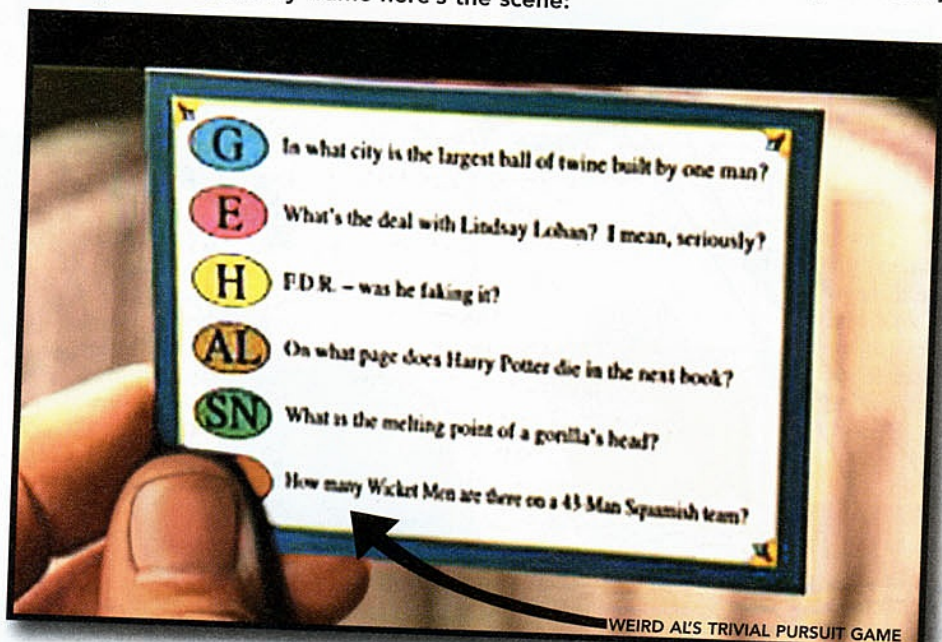 here's the scene:
G In what city is the largest ball of twine built by one man?
E What's the deal with Lindsay Lohan? I mean, seriously?
H F.D.R. – was he faking it?
AL On what page does Harry Potter die in the next book?
SN What is the melting point of a gorilla's head?
How many Wicket Men are there on a 43-Man Squamish team?
WEIRD AL'S TRIVIAL PURSUIT GAME